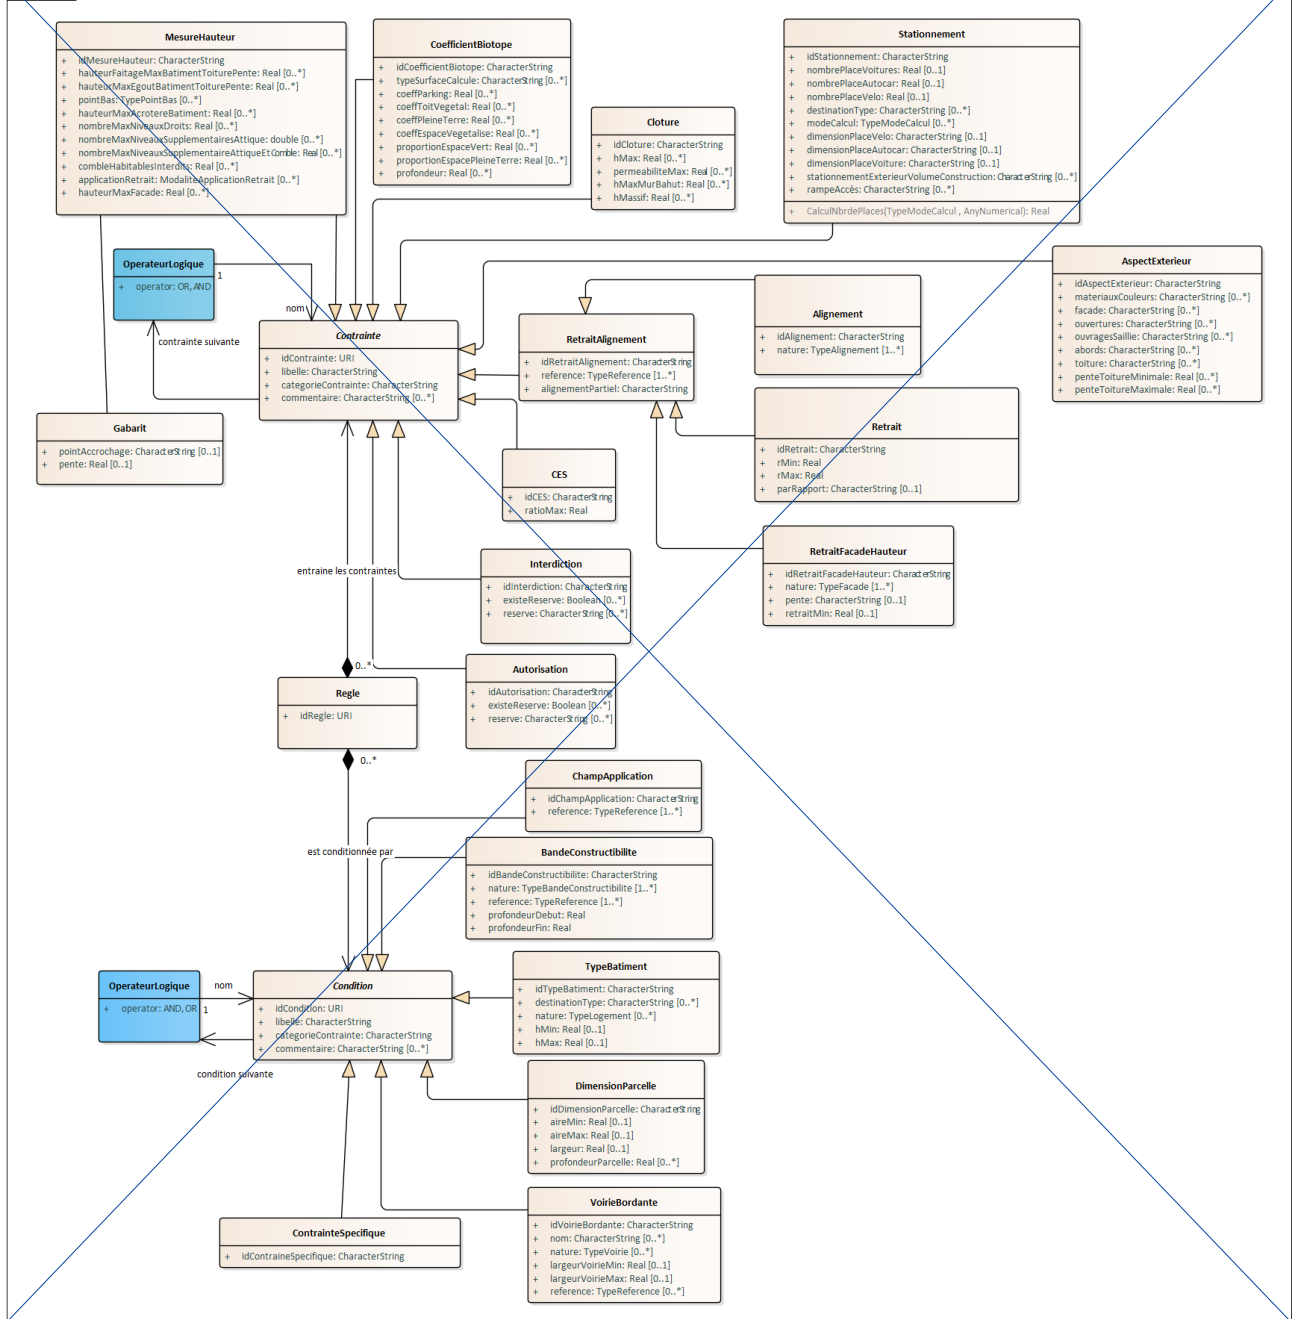 MesureHauteur
+ idMesureHauteur: CharacterString
+ hauteurFaitageMaxBatimentToiturePente: Real [0..*]
+ hauteurMaxEgoutBatimentToiturePente: Real [0..*]
+ pointBas: TypePointBas [0..*]
+ hauteurMaxAcrotereBatiment: Real [0..*]
+ nombreMaxNiveauxDroits: Real [0..*]
+ nombreMaxNiveauxSupplementairesAttique: double [0..*]
+ nombreMaxNiveauxSupplementaireAttiqueEtComble: Real [0..*]
+ combleHabitablesInterdits: Real [0..*]
+ applicationRetrait: ModaliteApplicationRetrait [0..*]
+ hauteurMaxFacade: Real [0..*]
CoefficientBiotope
+ idCoefficientBiotope: CharacterString
+ typeSurfaceCalcule: CharacterString [0..*]
+ coeffParking: Real [0..*]
+ coeffToitVegetal: Real [0..*]
+ coeffPleineTerre: Real [0..*]
+ coeffEspaceVegetalise: Real [0..*]
+ proportionEspaceVert: Real [0..*]
+ proportionEspacePleineTerre: Real [0..*]
+ profondeur: Real [0..*]
Cloture
+ idCloture: CharacterString
+ hMax: Real [0..*]
+ permeabiliteMax: Real [0..*]
+ hMaxMurBahut: Real [0..*]
+ hMassif: Real [0..*]
Stationnement
+ idStationnement: CharacterString
+ nombrePlaceVoitures: Real [0..1]
+ nombrePlaceAutocar: Real [0..1]
+ nombrePlaceVelo: Real [0..1]
+ destinationType: CharacterString [0..*]
+ modeCalcul: TypeModeCalcul [0..*]
+ dimensionPlaceVelo: CharacterString [0..1]
+ dimensionPlaceAutocar: CharacterString [0..1]
+ dimensionPlaceVoiture: CharacterString [0..1]
+ stationnementExterieurVolumeConstruction: CharacterString [0..*]
+ rampeAccès: CharacterString [0..*]
+ CalculNbrdePlaces(TypeModeCalcul , AnyNumerical): Real
OperateurLogique
+ operator: OR, AND
1
nom
contrainte suivante
Contrainte
+ idContrainte: URI
+ libelle: CharacterString
+ categorieContrainte: CharacterString
+ commentaire: CharacterString [0..*]
RetraitAlignement
+ idRetraitAlignement: CharacterString
+ reference: TypeReference [1..*]
+ alignementPartiel: CharacterString
Alignement
+ idAlignement: CharacterString
+ nature: TypeAlignement [1..*]
AspectExterieur
+ idAspectExterieur: CharacterString
+ materiauxCouleurs: CharacterString [0..*]
+ facade: CharacterString [0..*]
+ ouvertures: CharacterString [0..*]
+ ouvragesSaillie: CharacterString [0..*]
+ abords: CharacterString [0..*]
+ toiture: CharacterString [0..*]
+ penteToitureMinimale: Real [0..*]
+ penteToitureMaximale: Real [0..*]
Gabarit
+ pointAccrochage: CharacterString [0..1]
+ pente: Real [0..1]
Retrait
+ idRetrait: CharacterString
+ rMin: Real
+ rMax: Real
+ parRapport: CharacterString [0..1]
CES
+ idCES: CharacterString
+ ratioMax: Real
RetraitFacadeHauteur
+ idRetraitFacadeHauteur: CharacterString
+ nature: TypeFacade [1..*]
+ pente: CharacterString [0..1]
+ retraitMin: Real [0..1]
entraine les contraintes
Interdiction
+ idInterdiction: CharacterString
+ existeReserve: Boolean [0..*]
+ reserve: CharacterString [0..*]
0..*
Autorisation
+ idAutorisation: CharacterString
+ existeReserve: Boolean [0..*]
+ reserve: CharacterString [0..*]
Regle
+ idRegle: URI
0..*
ChampApplication
+ idChampApplication: CharacterString
+ reference: TypeReference [1..*]
est conditionnée par
BandeConstructibilite
+ idBandeConstructibilite: CharacterString
+ nature: TypeBandeConstructibilite [1..*]
+ reference: TypeReference [1..*]
+ profondeurDebut: Real
+ profondeurFin: Real
OperateurLogique
+ operator: AND, OR
nom
1
condition suivante
Condition
+ idCondition: URI
+ libelle: CharacterString
+ categorieContrainte: CharacterString
+ commentaire: CharacterString [0..*]
TypeBatiment
+ idTypeBatiment: CharacterString
+ destinationType: CharacterString [0..*]
+ nature: TypeLogement [0..*]
+ hMin: Real [0..1]
+ hMax: Real [0..1]
DimensionParcelle
+ idDimensionParcelle: CharacterString
+ aireMin: Real [0..1]
+ aireMax: Real [0..1]
+ largeur: Real [0..1]
+ profondeurParcelle: Real [0..*]
VoirieBordante
+ idVoirieBordante: CharacterString
+ nom: CharacterString [0..*]
+ nature: TypeVoirie [0..*]
+ largeurVoirieMin: Real [0..1]
+ largeurVoirieMax: Real [0..1]
+ reference: TypeReference [0..*]
ContrainteSpecifique
+ idContraineSpecifique: CharacterString